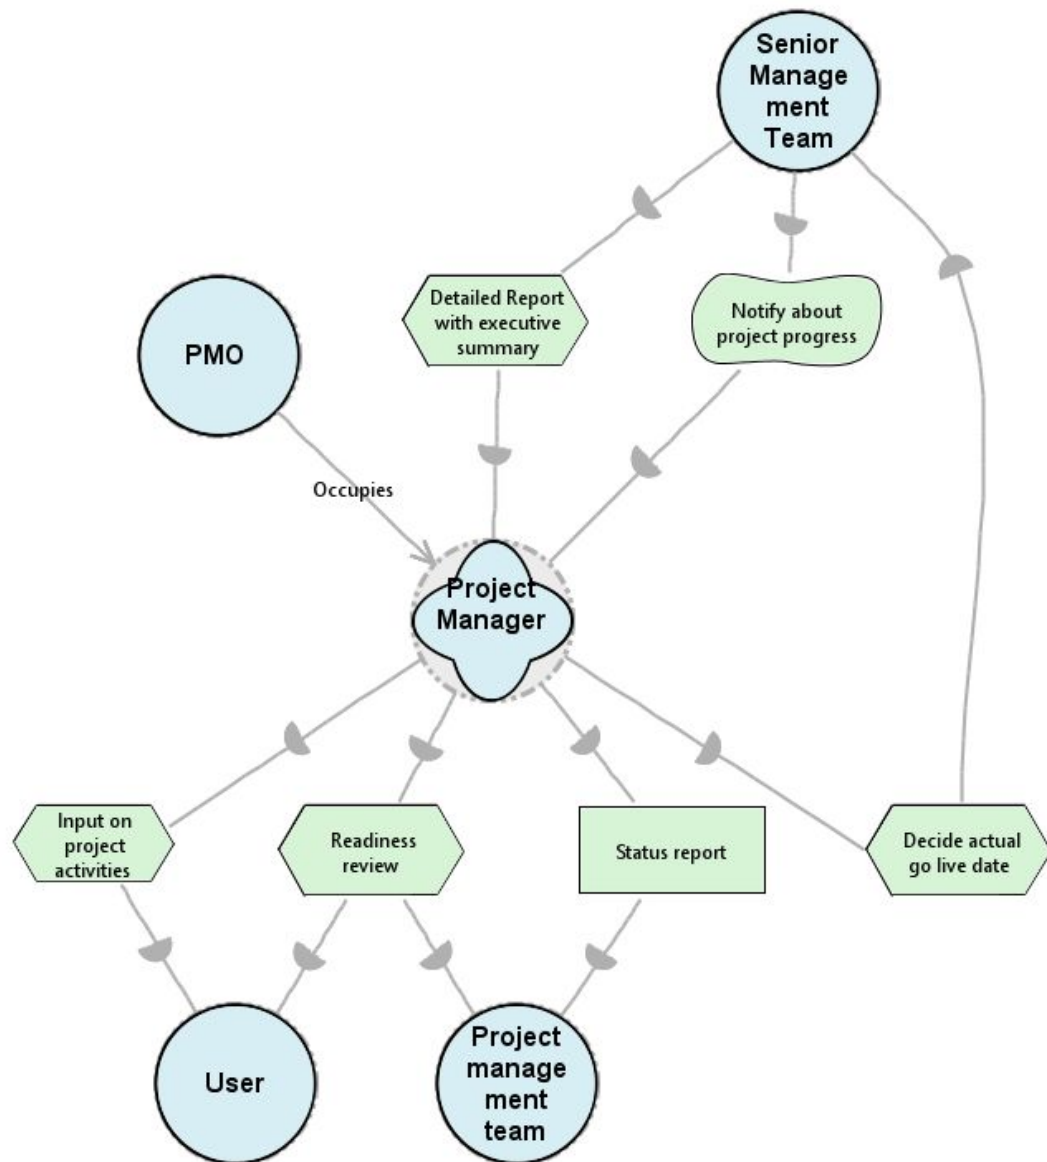 Senior
Manage
ment
Team
Detailed Report
with executive
summary
Notify about
project progress
PMO
Occupies
Project
Manager
Input on
project
activities
Readiness
review
Status report
Decide actual
go live date
User
Project
manage
ment
team